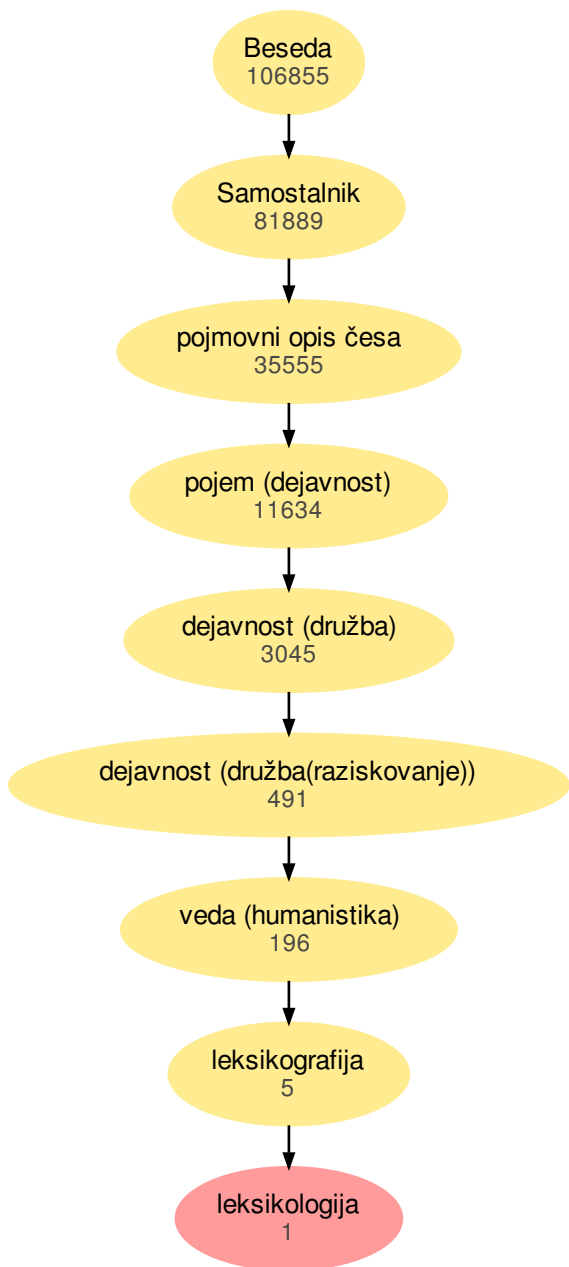 Beseda
106855
Samostalnik
81889
pojmovni opis česa
35555
pojem (dejavnost)
11634
dejavnost (družba)
3045
dejavnost (družba(raziskovanje))
491
veda (humanistika)
196
leksikografija
5
leksikologija
1